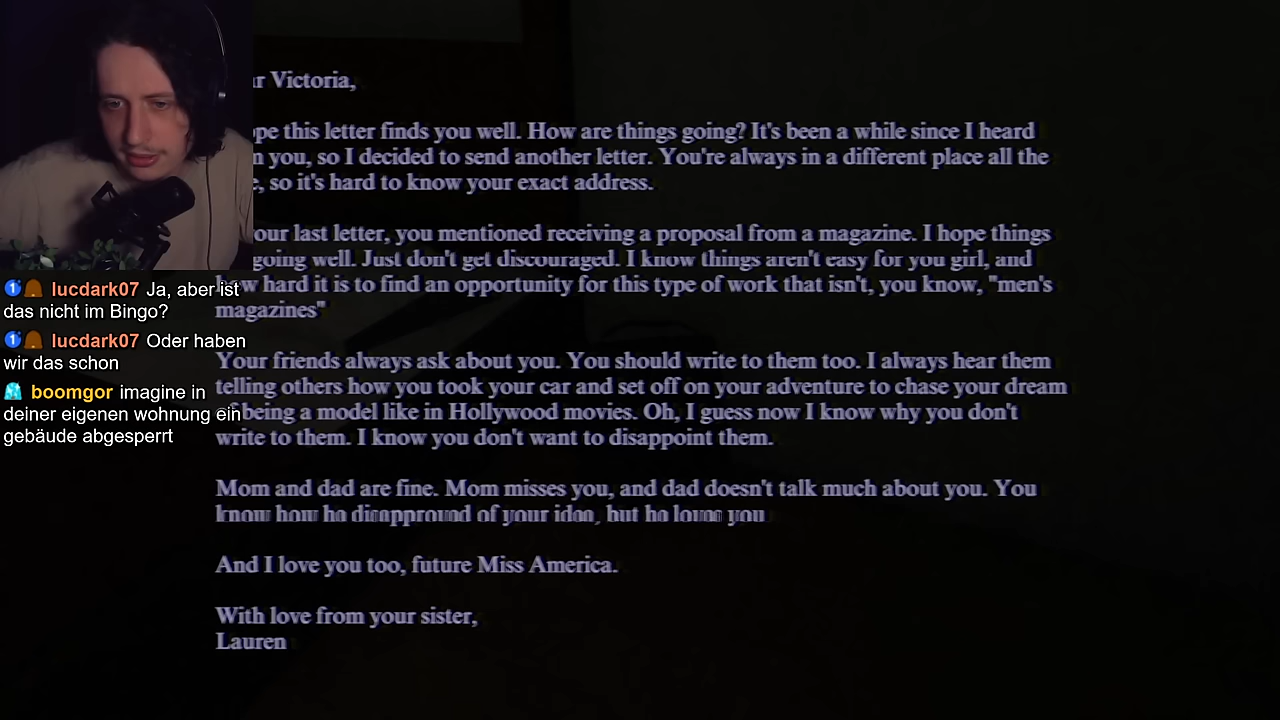 r Victoria,
pe this letter finds you well. How are things going? It's been a while since I heard
you, so I decided to send another letter. You're always in a different place all the
so it's hard to know your exact address.
our last letter, you mentioned receiving a proposal from a magazine. I hope things
going well. Just don't get discouraged. I know things aren't easy for you girl, and
hard it is to find an opportunity for this type of work that isn't, you know, "men's
magazines"
Your friends always ask about you. You should write to them too. I always hear them
telling others how you took your car and set off on your adventure to chase your dream
being a model like in Hollywood movies. Oh, I guess now I know why you don't
write to them. I know you don't want to disappoint them.
Mom and dad are fine. Mom misses you, and dad doesn't talk much about you. You
know how he disapproved of your idea, but he loves you
And I love you too, future Miss America.
With love from your sister,
Lauren
lucdark07 Ja, aber ist
das nicht im Bingo?
lucdark07 Oder haben
wir das schon
boomgor imagine in
deiner eigenen wohnung ein
gebäude abgesperrt